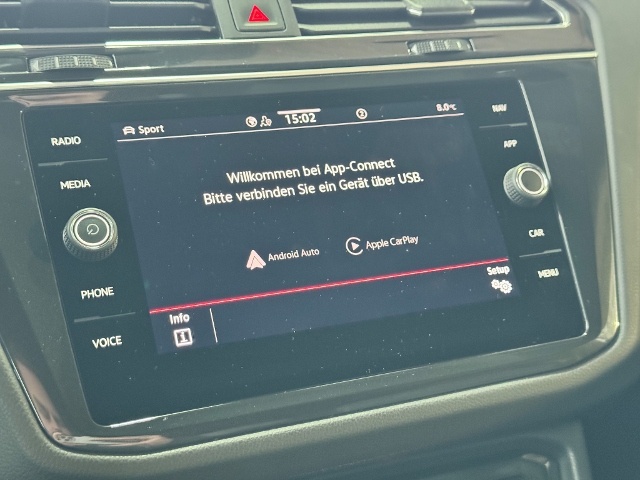 Sport
15:02
2
8.0°C
RADIO
MEDIA
PHONE
VOICE
Willkommen bei App-Connect
Bitte verbinden Sie ein Gerät über USB.
Android Auto
Apple CarPlay
Info
Setup
NAV
APP
CAR
MENU